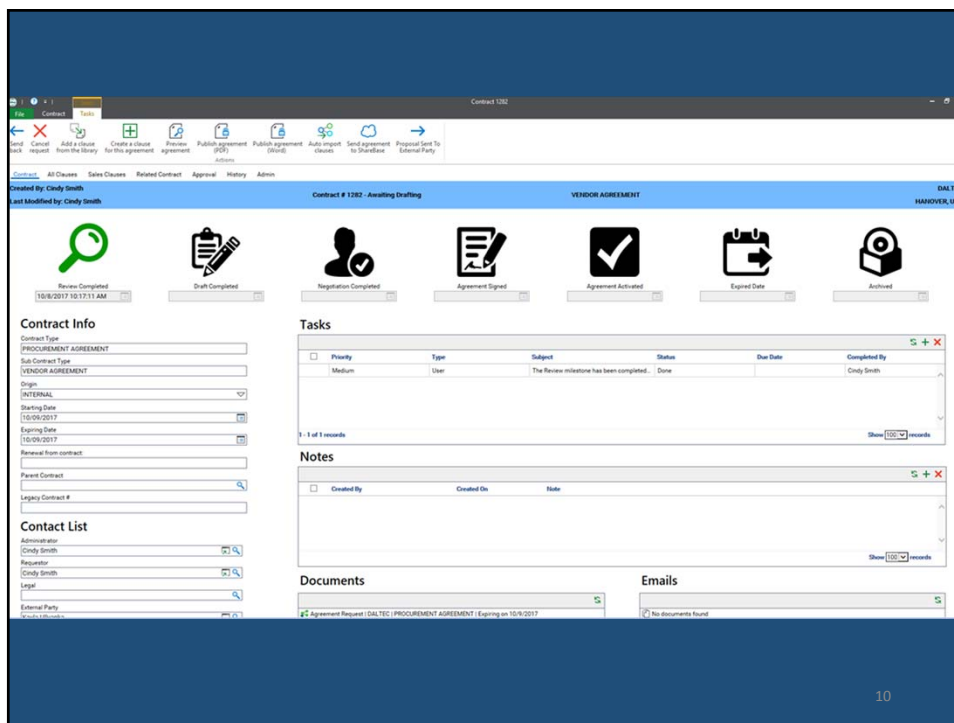 Contract 1282
File Contract Tasks
Send back
Cancel request
Add a clause from the library
Create a clause for this agreement
Preview agreement
Publish agreement (PDF)
Publish agreement (Word)
Auto import clauses
Send agreement to ShareBase
Proposal Sent To External Party
Actions
Contract All Clauses Sales Clauses Related Contract Approval History Admin
Created By: Cindy Smith
Last Modified by: Cindy Smith
Contract # 1282 - Awaiting Drafting
VENDOR AGREEMENT
DALT
HANOVER, U
Review Completed
10/8/2017 10:17:11 AM
Draft Completed
Negotiation Completed
Agreement Signed
Agreement Activated
Expired Date
Archived
Contract Info
Contract Type
PROCUREMENT AGREEMENT
Sub Contract Type
VENDOR AGREEMENT
Origin
INTERNAL
Starting Date
10/09/2017
Expiring Date
10/09/2017
Renewal from contract:
Parent Contract
Legacy Contract #
Contact List
Administrator
Cindy Smith
Requestor
Cindy Smith
Legal
External Party
Tasks
Priority Type Subject Status Due Date Completed By
Medium User The Review milestone has been completed... Done Cindy Smith
1 - 1 of 1 records
Show 100 records
Notes
Created By Created On Note
Show 100 records
Documents
Agreement Request | DALTEC | PROCUREMENT AGREEMENT | Expiring on 10/9/2017
Emails
No documents found
10